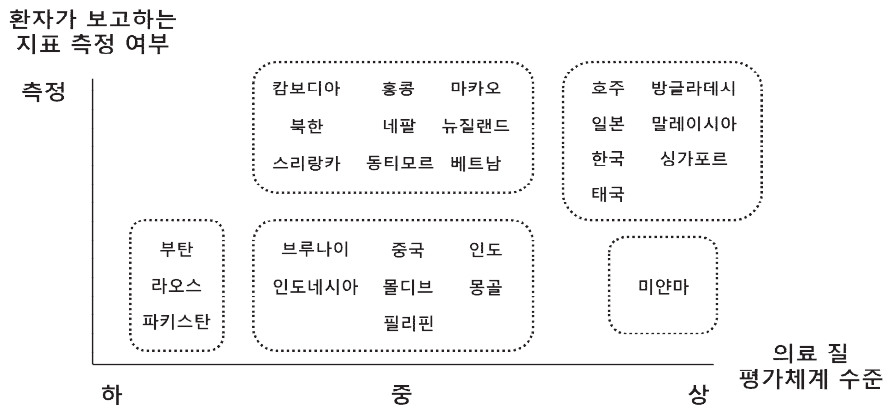 환자가 보고하는
지표 측정 여부
측정
캄보디아 홍콩 마카오
북한 네팔 뉴질랜드
스리랑카 동티모르 베트남
호주 방글라데시
일본 말레이시아
한국 싱가포르
태국
부탄
라오스
파키스탄
브루나이 중국 인도
인도네시아 몰디브 몽골
필리핀
미얀마
하 중 상
의료 질
평가체계 수준